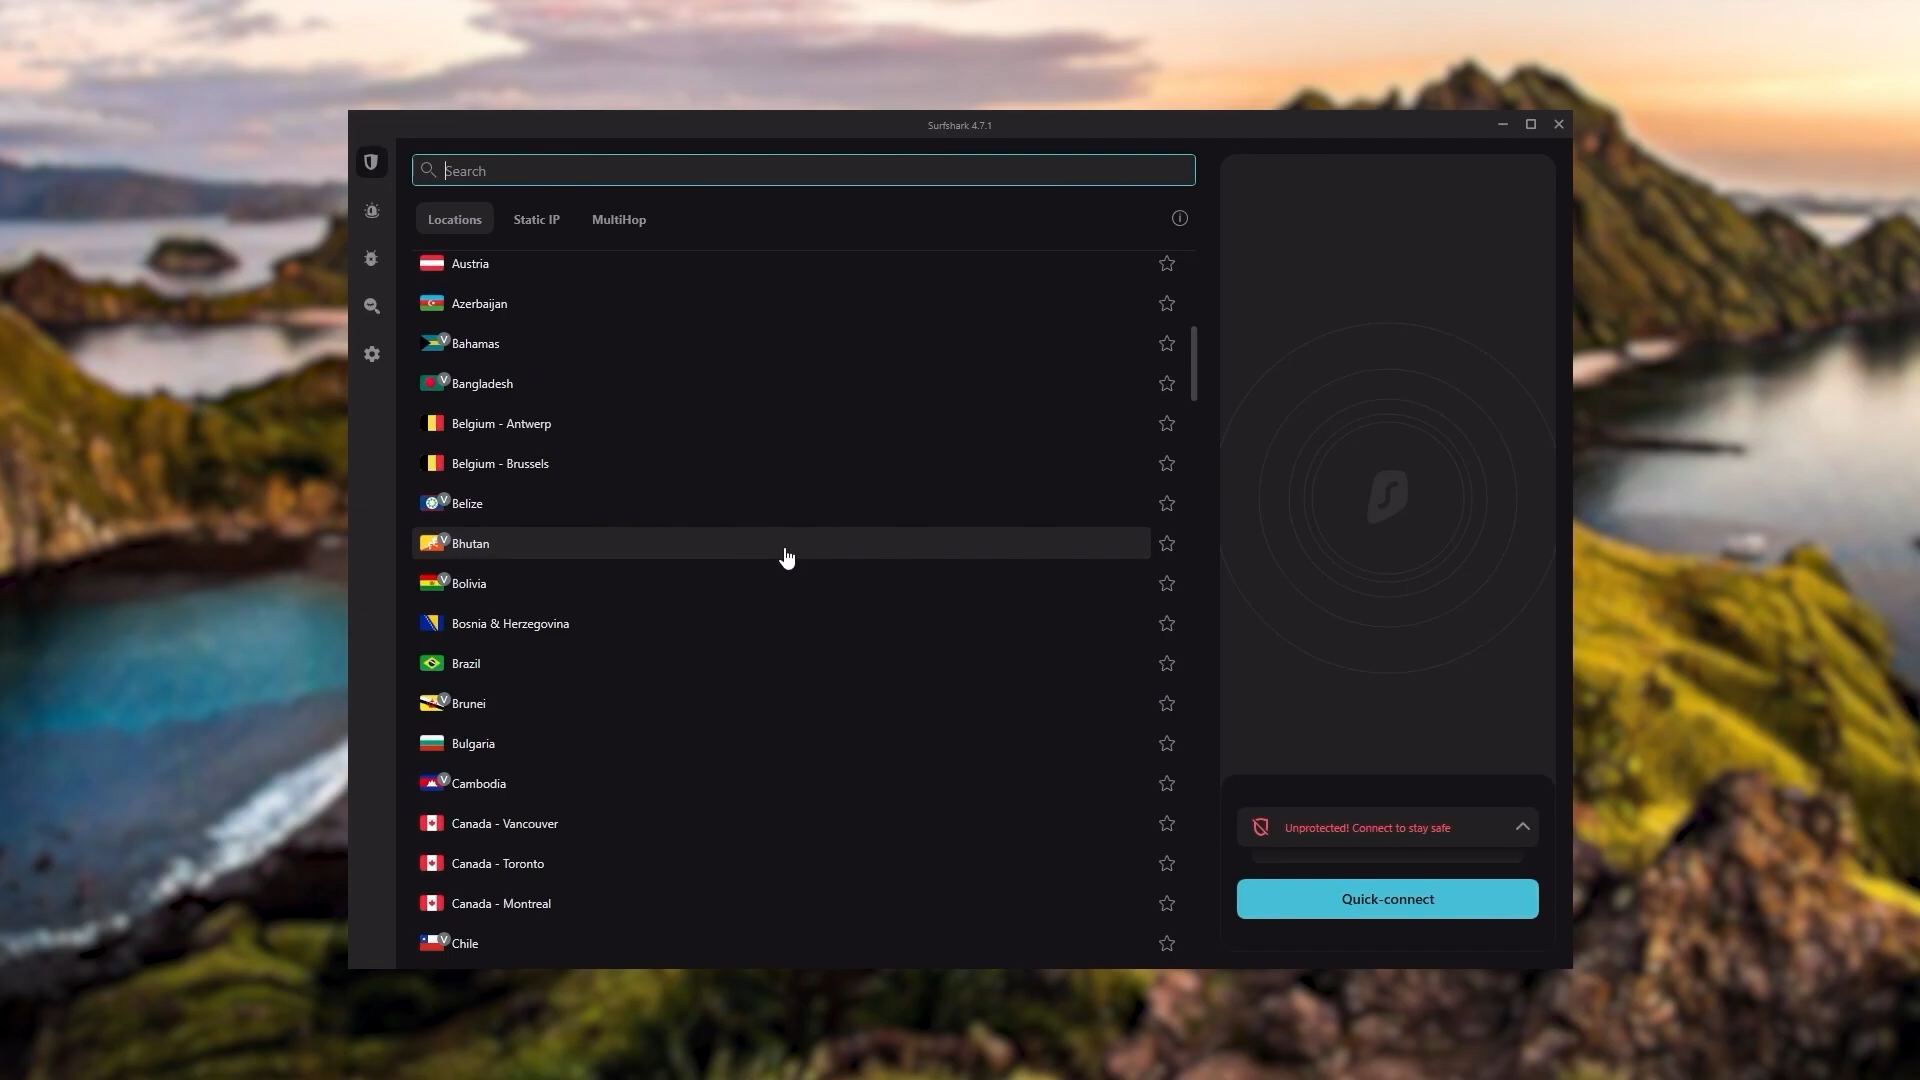 Surfshark 4.7.1
Search
Locations
Static IP
MultiHop
Austria
Azerbaijan
V
Bahamas
V
Bangladesh
Belgium - Antwerp
Belgium - Brussels
V
Belize
V
Bhutan
V
Bolivia
Bosnia & Herzegovina
Brazil
V
Brunei
Bulgaria
V
Cambodia
Canada - Vancouver
Canada - Toronto
Canada - Montreal
V
Chile
Unprotected! Connect to stay safe
Quick-connect